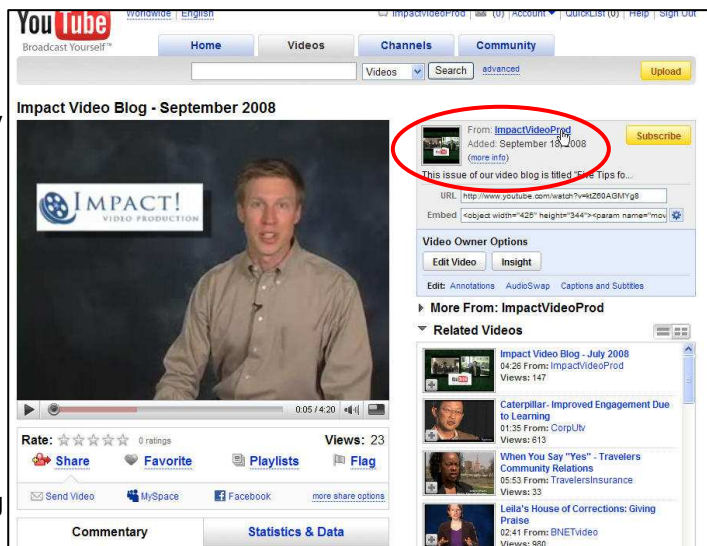 You Tube
Worldwide | English
ImpactVideoProd | (0) | Account | QuickList (0) | Help | Sign Out
Broadcast Yourself™
Home Videos Channels Community
Videos Search advanced Upload
Impact Video Blog - September 2008
IMPACT!
VIDEO PRODUCTION
0:05 / 4:20
Rate: 0 ratings Views: 23
Share Favorite Playlists Flag
Send Video MySpace Facebook more share options
Commentary Statistics & Data
From: ImpactVideoProd
Added: September 18, 2008
(more info)
Subscribe
This issue of our video blog is titled "Five Tips fo...
URL http://www.youtube.com/watch?v=ktZ60AGMYg8
Embed <object width="425" height="344"><param name="mov
Video Owner Options
Edit Video Insight
Edit: Annotations AudioSwap Captions and Subtitles
More From: ImpactVideoProd
Related Videos
Impact Video Blog - July 2008
04:26 From: ImpactVideoProd
Views: 147
Caterpillar- Improved Engagement Due
to Learning
01:35 From: CorpUtv
Views: 613
When You Say "Yes" - Travelers
Community Relations
05:53 From: TravelersInsurance
Views: 33
Leila's House of Corrections: Giving
Praise
02:41 From: BNETvideo
Views: 980